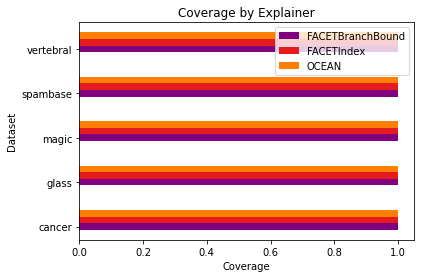 Coverage by Explainer
FACETBranchBound
FACETIndex
OCEAN
Dataset
vertebral
spambase
magic
glass
cancer
0.0 0.2 0.4 0.6 0.8 1.0
Coverage